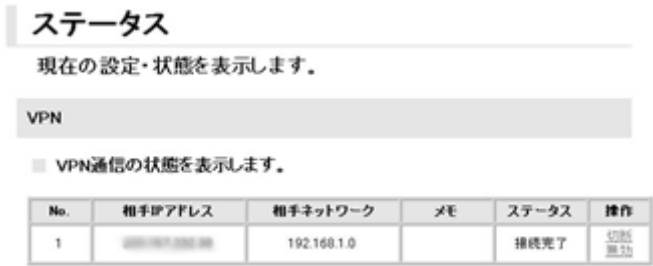 ステータス
現在の設定・状態を表示します。
VPN
VPN通信の状態を表示します。
No. 相手IPアドレス 相手ネットワーク メモ ステータス 操作
1 192.168.1.0 接続完了 切断
無効